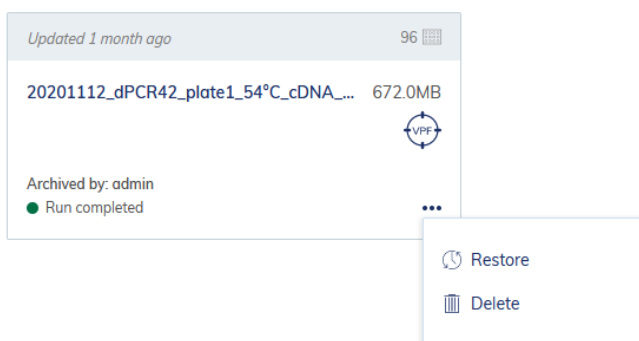 Updated 1 month ago 96
20201112_dPCR42_plate1_54°C_cDNA_... 672.0MB
VPF
Archived by: admin
Run completed
Restore
Delete